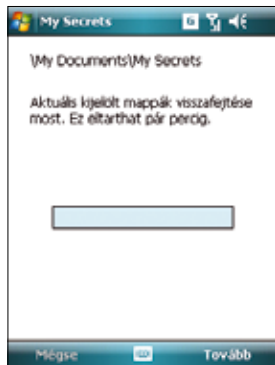 My Secrets
\My Documents\My Secrets
Aktuális kijelölt mappák visszafejtése
most. Ez eltarthat pár percig.
Mégse
Tovább